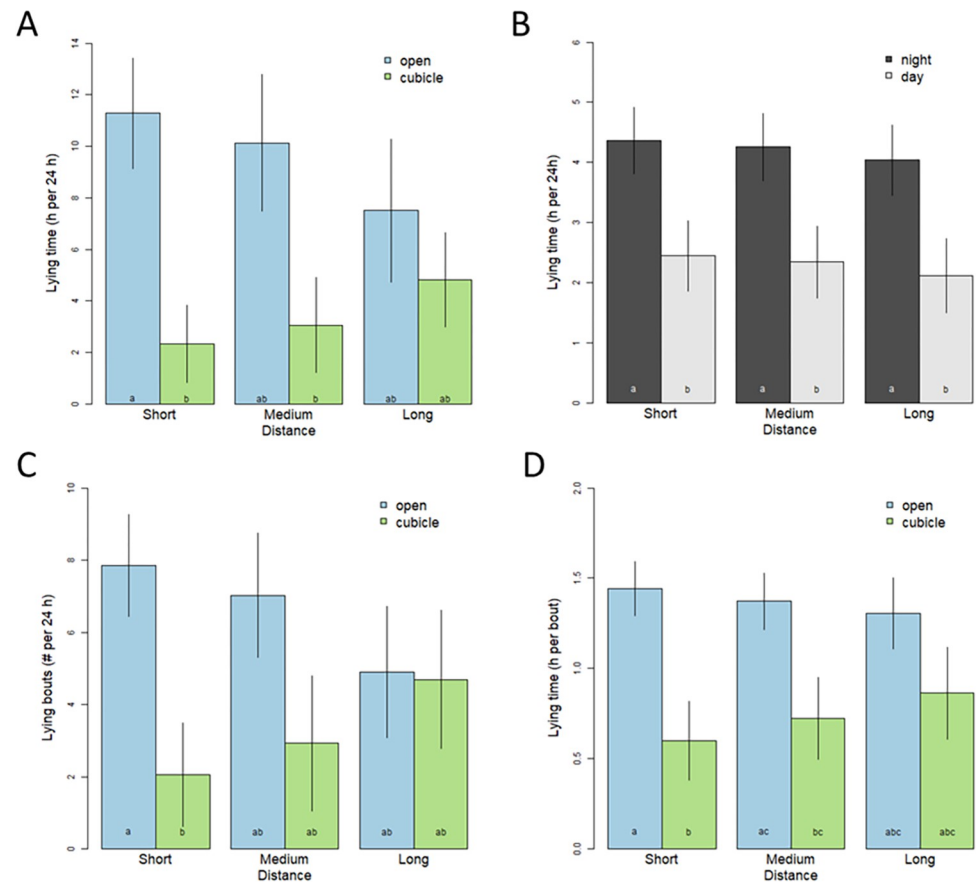 A
Lying time (h per 24 h)
14
12
10
8
6
4
2
0
open
cubicle
a b ab b ab ab
Short Medium Long
Distance
B
Lying time (h per 24h)
6
5
4
3
2
1
0
night
day
a b a b a b
Short Medium Long
Distance
C
Lying bouts (# per 24 h)
10
8
6
4
2
0
open
cubicle
a b ab ab ab ab
Short Medium Long
Distance
D
Lying time (h per bout)
2.0
1.5
1.0
0.5
0.0
open
cubicle
a b ac bc abc abc
Short Medium Long
Distance